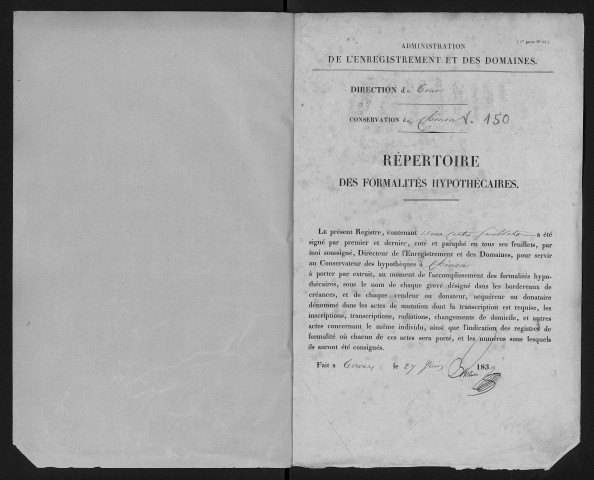 ADMINISTRATION
DE L'ENREGISTREMENT ET DES DOMAINES.
DIRECTION de Tours
CONSERVATION de Chinon V. 150
RÉPERTOIRE
DES FORMALITÉS HYPOTHÉCAIRES.
LE présent Registre, contenant deux cents feuillets a été
signé par premier et dernier, coté et paraphé en tous ses feuillets, par
moi soussigné, Directeur de l'Enregistrement et des Domaines, pour servir
au Conservateur des hypothèques à Chinon
à porter par extrait, au moment de l'accomplissement des formalités hypo-
thécaires, sous le nom de chaque grevé désigné dans les bordereaux de
créances, et de chaque vendeur ou donateur, acquéreur ou donataire
dénommé dans les actes de mutation dont la transcription est requise, les
inscriptions, transcriptions, radiations, changements de domicile, et autres
actes concernant le même individu, ainsi que l'indication des registres de
formalité où chacun de ces actes sera porté, et les numéros sous lesquels
ils auront été consignés.
FAIT A Tours, le 27 183